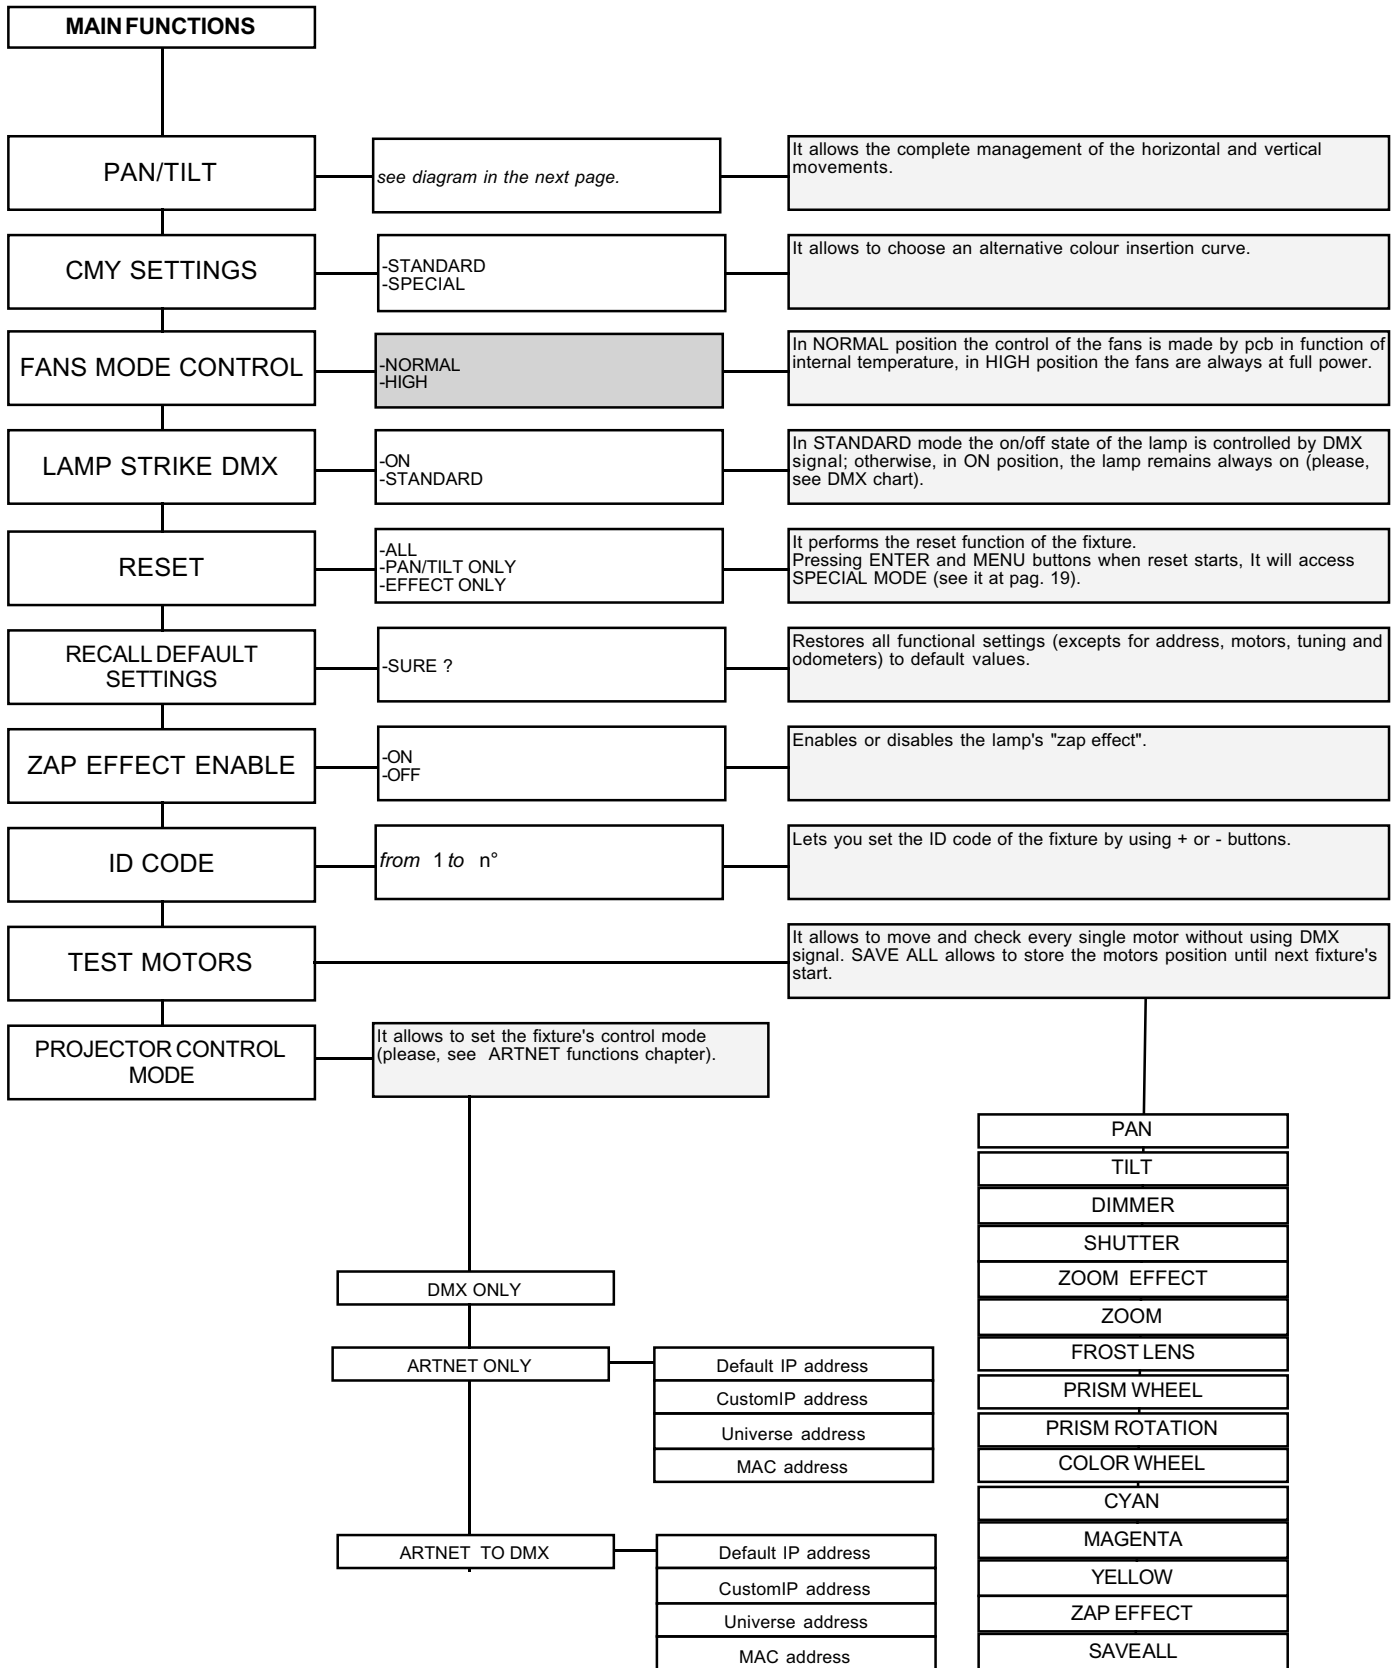 MAIN FUNCTIONS
PAN/TILT
see diagram in the next page.
It allows the complete management of the horizontal and vertical
movements.
CMY SETTINGS
-STANDARD
-SPECIAL
It allows to choose an alternative colour insertion curve.
FANS MODE CONTROL
-NORMAL
-HIGH
In NORMAL position the control of the fans is made by pcb in function of
internal temperature, in HIGH position the fans are always at full power.
LAMP STRIKE DMX
-ON
-STANDARD
In STANDARD mode the on/off state of the lamp is controlled by DMX
signal; otherwise, in ON position, the lamp remains always on (please,
see DMX chart).
RESET
-ALL
-PAN/TILT ONLY
-EFFECT ONLY
It performs the reset function of the fixture.
Pressing ENTER and MENU buttons when reset starts, It will access
SPECIAL MODE (see it at pag. 19).
RECALL DEFAULT
SETTINGS
-SURE ?
Restores all functional settings (excepts for address, motors, tuning and
odometers) to default values.
ZAP EFFECT ENABLE
-ON
-OFF
Enables or disables the lamp's "zap effect".
ID CODE
from 1 to n°
Lets you set the ID code of the fixture by using + or - buttons.
TEST MOTORS
It allows to move and check every single motor without using DMX
signal. SAVE ALL allows to store the motors position until next fixture's
start.
PROJECTOR CONTROL
MODE
It allows to set the fixture's control mode
(please, see ARTNET functions chapter).
DMX ONLY
ARTNET ONLY
Default IP address
CustomIP address
Universe address
MAC address
ARTNET TO DMX
Default IP address
CustomIP address
Universe address
MAC address
PAN
TILT
DIMMER
SHUTTER
ZOOM EFFECT
ZOOM
FROST LENS
PRISM WHEEL
PRISM ROTATION
COLOR WHEEL
CYAN
MAGENTA
YELLOW
ZAP EFFECT
SAVEALL